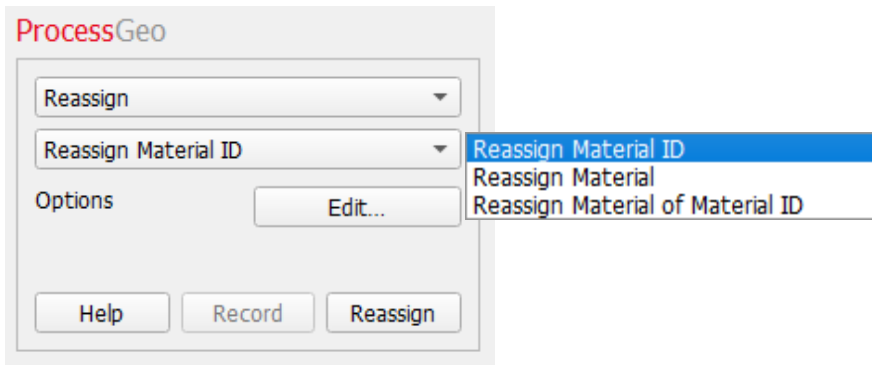 ProcessGeo
Reassign
Reassign Material ID
Reassign Material ID
Reassign Material
Reassign Material of Material ID
Options
Edit...
Help
Record
Reassign